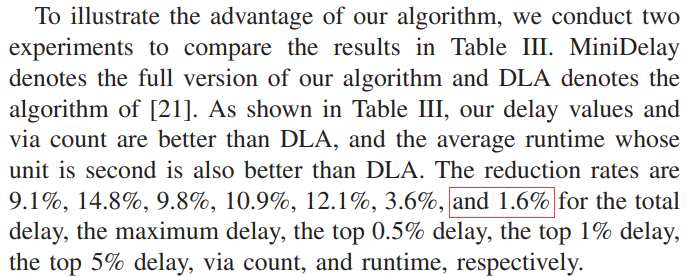 To illustrate the advantage of our algorithm, we conduct two
experiments to compare the results in Table III. MiniDelay
denotes the full version of our algorithm and DLA denotes the
algorithm of [21]. As shown in Table III, our delay values and
via count are better than DLA, and the average runtime whose
unit is second is also better than DLA. The reduction rates are
9.1%, 14.8%, 9.8%, 10.9%, 12.1%, 3.6%, and 1.6% for the total
delay, the maximum delay, the top 0.5% delay, the top 1% delay,
the top 5% delay, via count, and runtime, respectively.